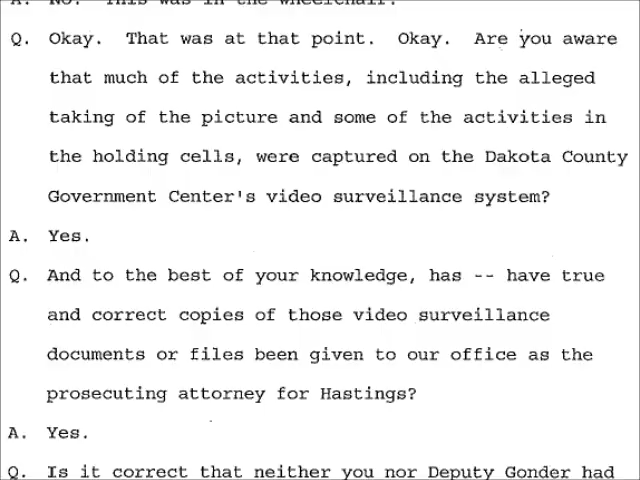 A. No. This was in the wheelchair.
Q. Okay. That was at that point. Okay. Are you aware
that much of the activities, including the alleged
taking of the picture and some of the activities in
the holding cells, were captured on the Dakota County
Government Center's video surveillance system?
A. Yes.
Q. And to the best of your knowledge, has -- have true
and correct copies of those video surveillance
documents or files been given to our office as the
prosecuting attorney for Hastings?
A. Yes.
Q. Is it correct that neither you nor Deputy Gonder had